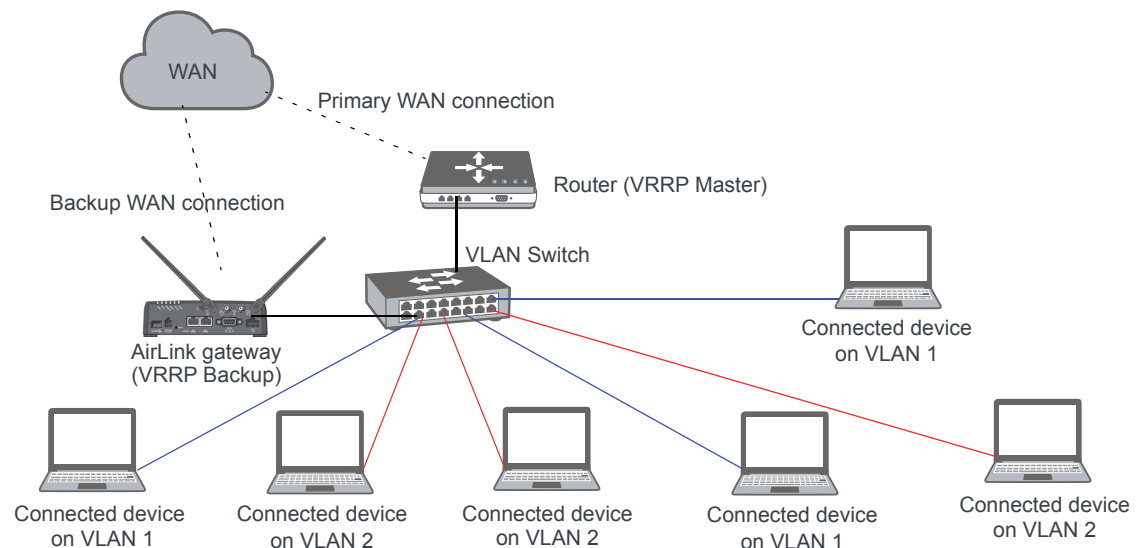 WAN
Primary WAN connection
Router (VRRP Master)
Backup WAN connection
VLAN Switch
AirLink gateway
(VRRP Backup)
Connected device
on VLAN 1
Connected device
on VLAN 1
Connected device
on VLAN 2
Connected device
on VLAN 2
Connected device
on VLAN 1
Connected device
on VLAN 2